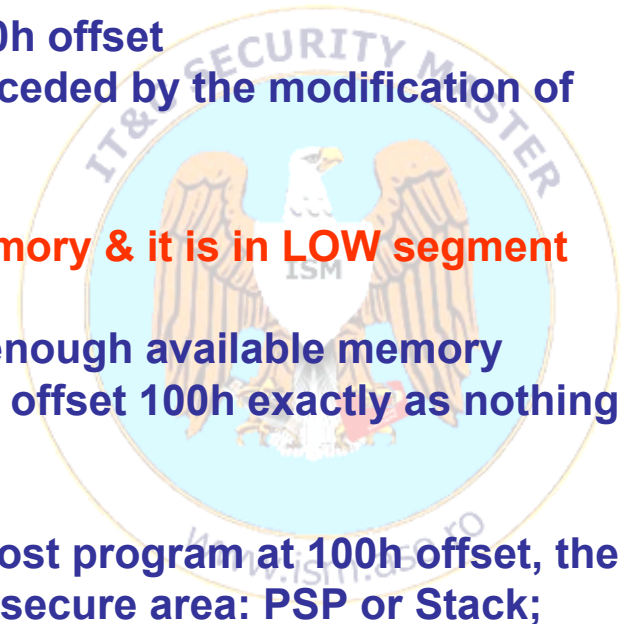 0h offset
ceded by the modification of
mory & it is in LOW segment
enough available memory
offset 100h exactly as nothing
ost program at 100h offset, the
secure area: PSP or Stack;
IT&C SECURITY MASTER
ISM
www.ism.ase.ro